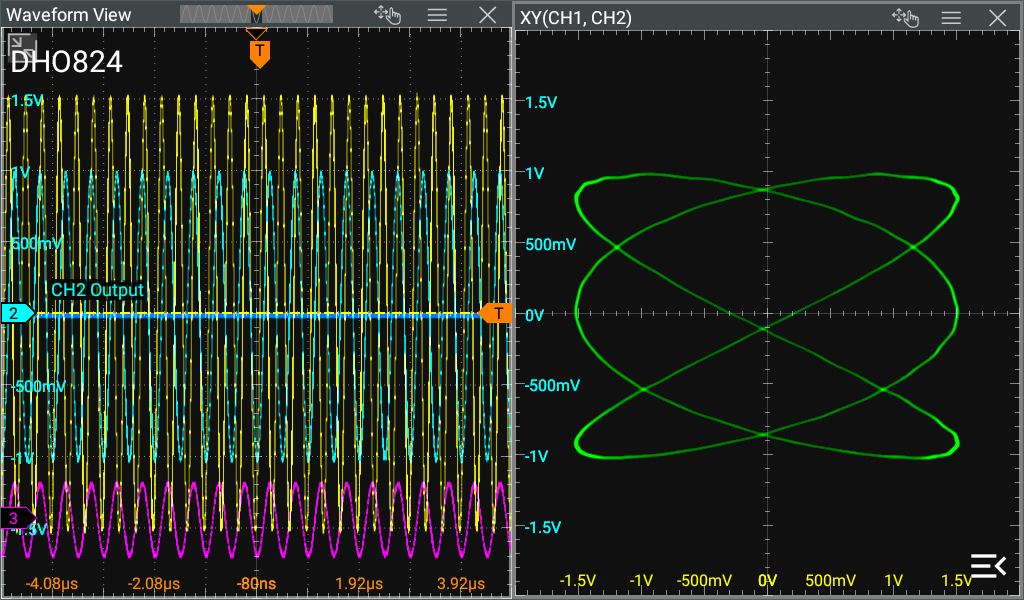 Waveform View
XY(CH1, CH2)
T
DHO824
1.5V
1V
500mV
CH2 Output
2
T
-500mV
-1V
3
-1.5V
-4.08µs -2.08µs -80ns 1.92µs 3.92µs
1.5V
1V
500mV
0V
-500mV
-1V
-1.5V
-1.5V -1V -500mV 0V 500mV 1V 1.5V